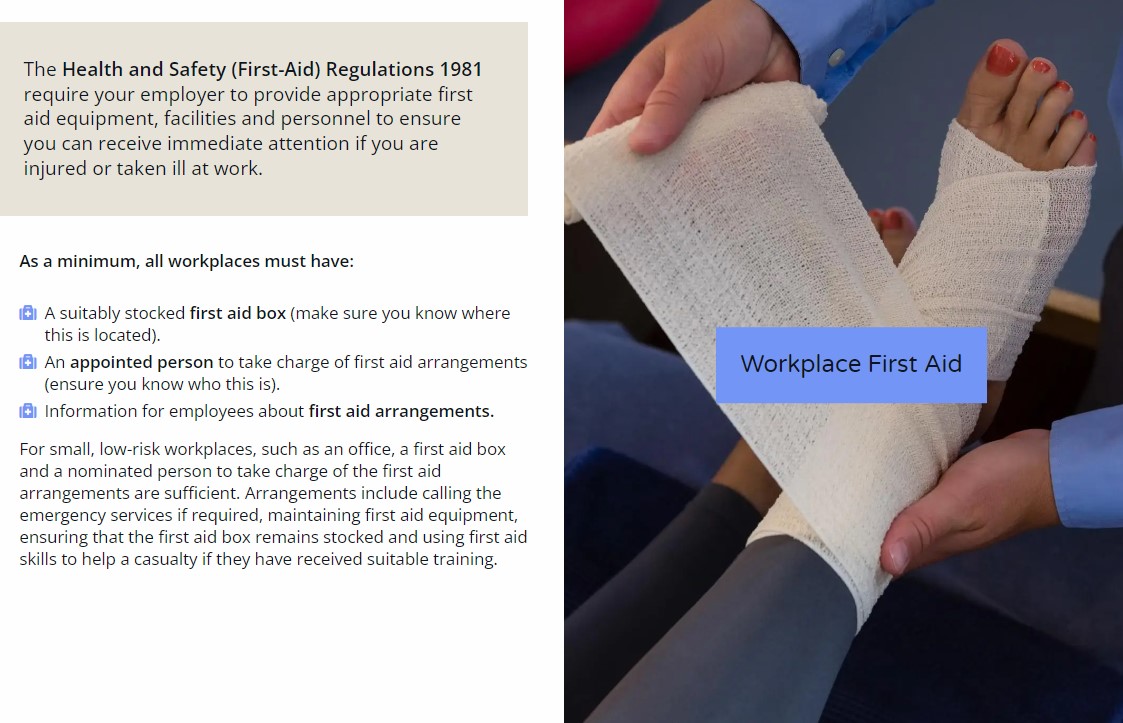 The Health and Safety (First-Aid) Regulations 1981
require your employer to provide appropriate first
aid equipment, facilities and personnel to ensure
you can receive immediate attention if you are
injured or taken ill at work.
As a minimum, all workplaces must have:
A suitably stocked first aid box (make sure you know where
this is located).
An appointed person to take charge of first aid arrangements
(ensure you know who this is).
Information for employees about first aid arrangements.
For small, low-risk workplaces, such as an office, a first aid box
and a nominated person to take charge of the first aid
arrangements are sufficient. Arrangements include calling the
emergency services if required, maintaining first aid equipment,
ensuring that the first aid box remains stocked and using first aid
skills to help a casualty if they have received suitable training.
Workplace First Aid